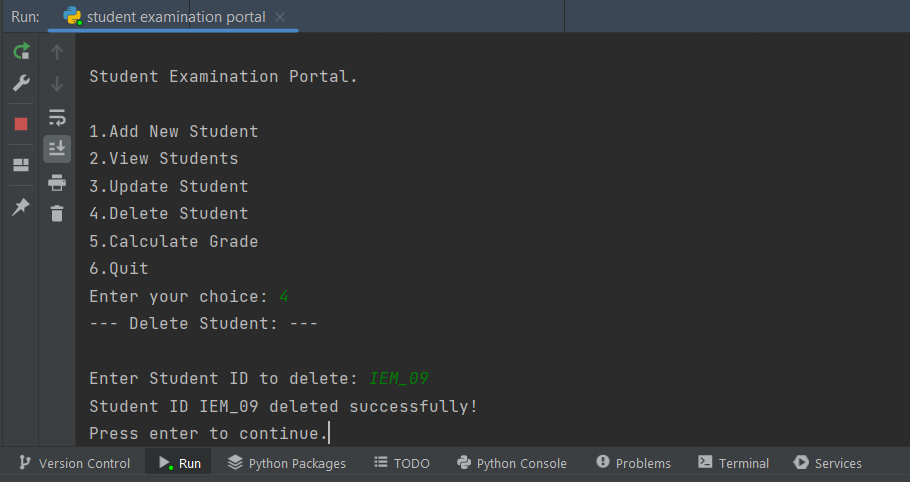 Run: student examination portal
Student Examination Portal.
1.Add New Student
2.View Students
3.Update Student
4.Delete Student
5.Calculate Grade
6.Quit
Enter your choice: 4
--- Delete Student: ---
Enter Student ID to delete: IEM_09
Student ID IEM_09 deleted successfully!
Press enter to continue.
Version Control Run Python Packages TODO Python Console Problems Terminal Services